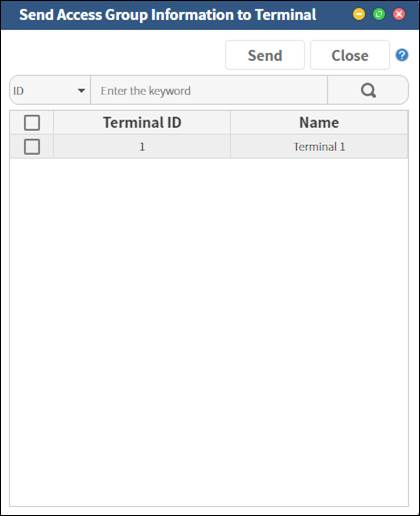 Send Access Group Information to Terminal
Send Close ?
ID Enter the keyword
Terminal ID Name
1 Terminal 1